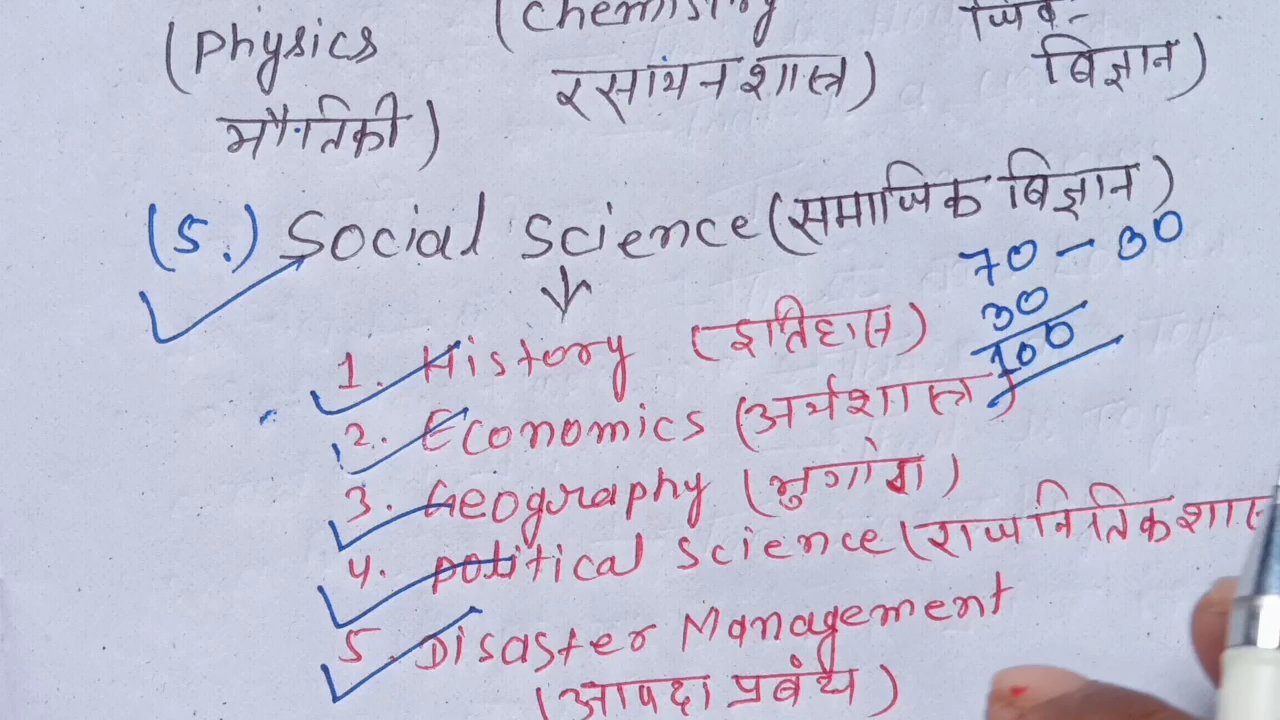 (Physics
(Chemistry
भौतिकी)
रसायनशास्त्र)
बिज्ञान)
(5.) Social Science (समाजिक बिज्ञान)
70 - 80
30
100
1. History (इतिहास)
2. Economics (अर्थशास्त्र)
3. Geography (भुगोल)
4. political science (राजनितिकशास्
5. Disaster Management
(आपदा प्रबंध)